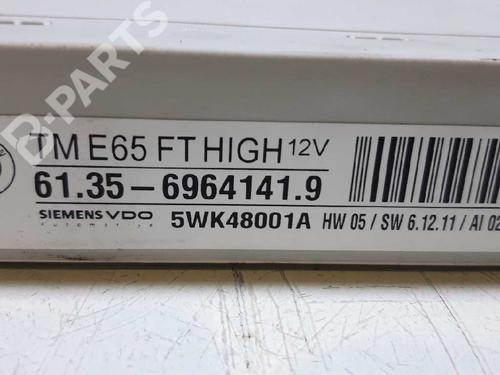 B-PARTS
TM E65 FT HIGH 12V
61.35 – 6964141.9
SIEMENS VDO
automotive
5WK48001A HW 05 / SW 6.12.11 / AI 02